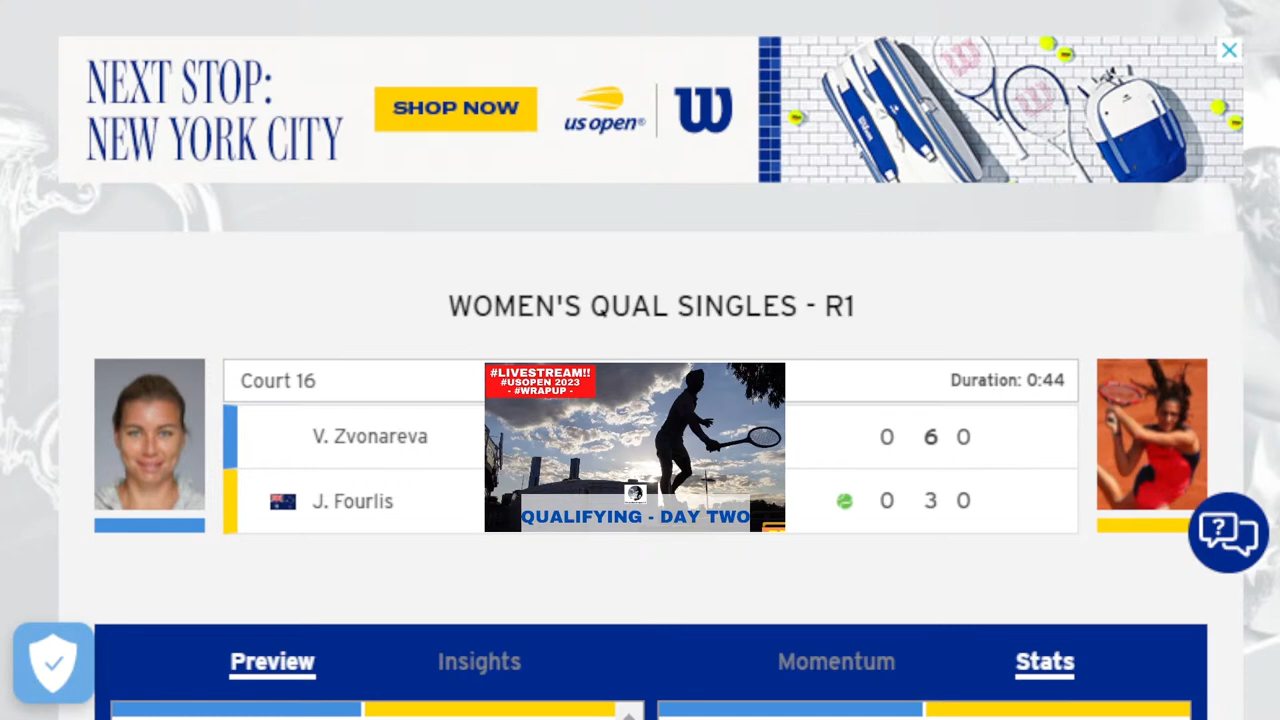 NEXT STOP:
NEW YORK CITY
SHOP NOW
us open®
W
Wilson
WOMEN'S QUAL SINGLES - R1
Court 16
#LIVESTREAM!!
#USOPEN 2023
- #WRAPUP -
Duration: 0:44
V. Zvonareva
0 6 0
J. Fourlis
0 3 0
QUALIFYING - DAY TWO
?
Preview
Insights
Momentum
Stats